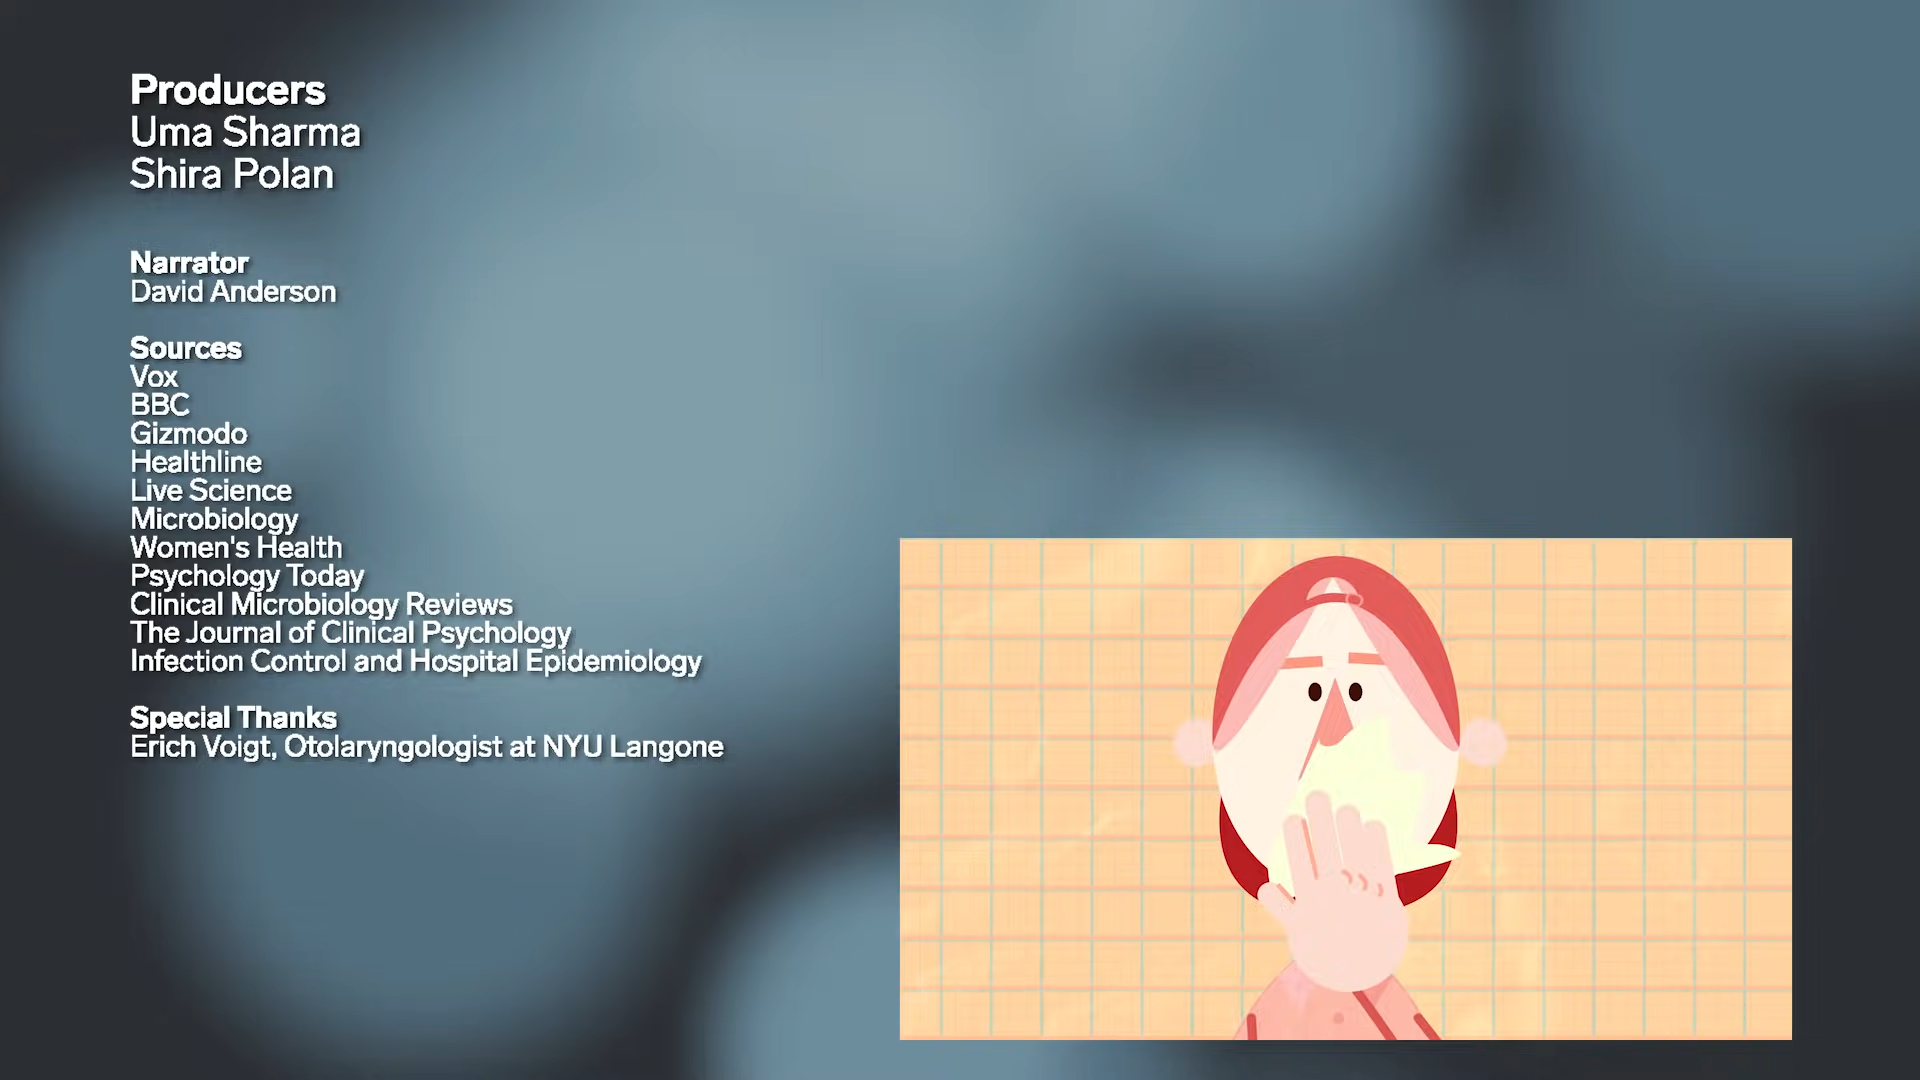 Producers
Uma Sharma
Shira Polan
Narrator
David Anderson
Sources
Vox
BBC
Gizmodo
Healthline
Live Science
Microbiology
Women's Health
Psychology Today
Clinical Microbiology Reviews
The Journal of Clinical Psychology
Infection Control and Hospital Epidemiology
Special Thanks
Erich Voigt, Otolaryngologist at NYU Langone